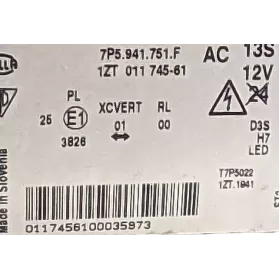 7P5.941.751.F
AC 13S
1ZT 011 745-61
12V
24
PL
XCVERT RL
25 E1 01 00
3826
D3S
H7
LED
T7P5022
1ZT.1941
Made in Slovenia
0117456100035973